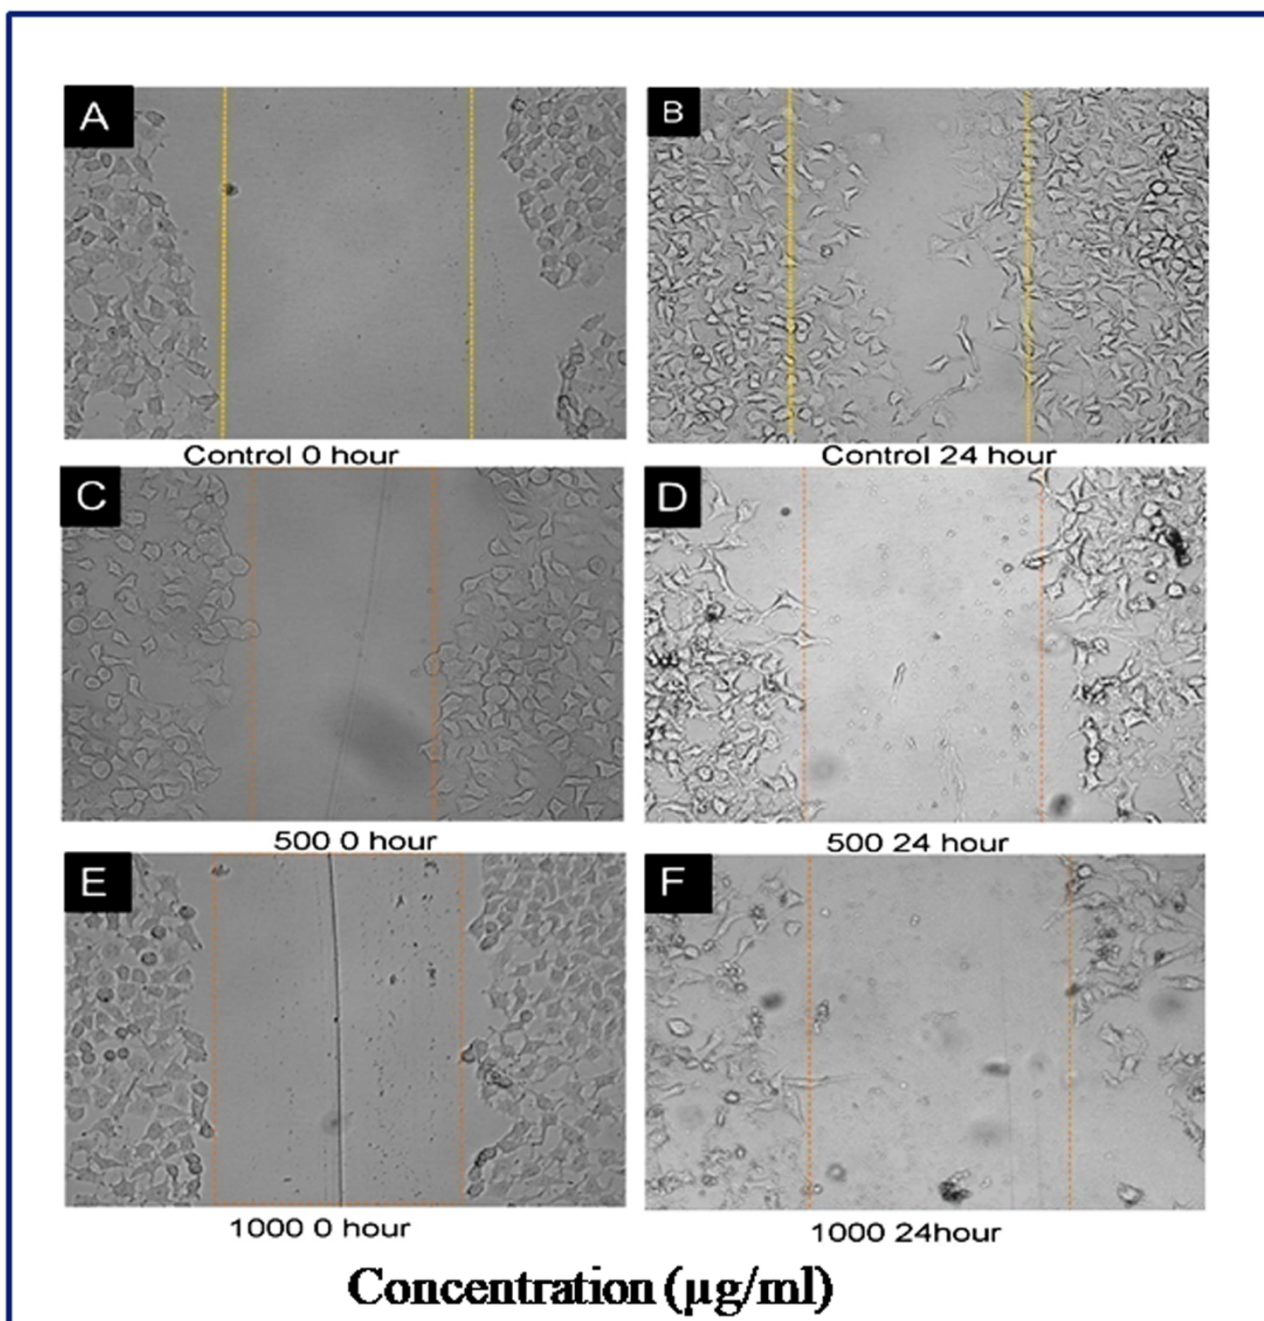 A
B
Control 0 hour
Control 24 hour
C
D
500 0 hour
500 24 hour
E
F
1000 0 hour
1000 24hour
Concentration (µg/ml)